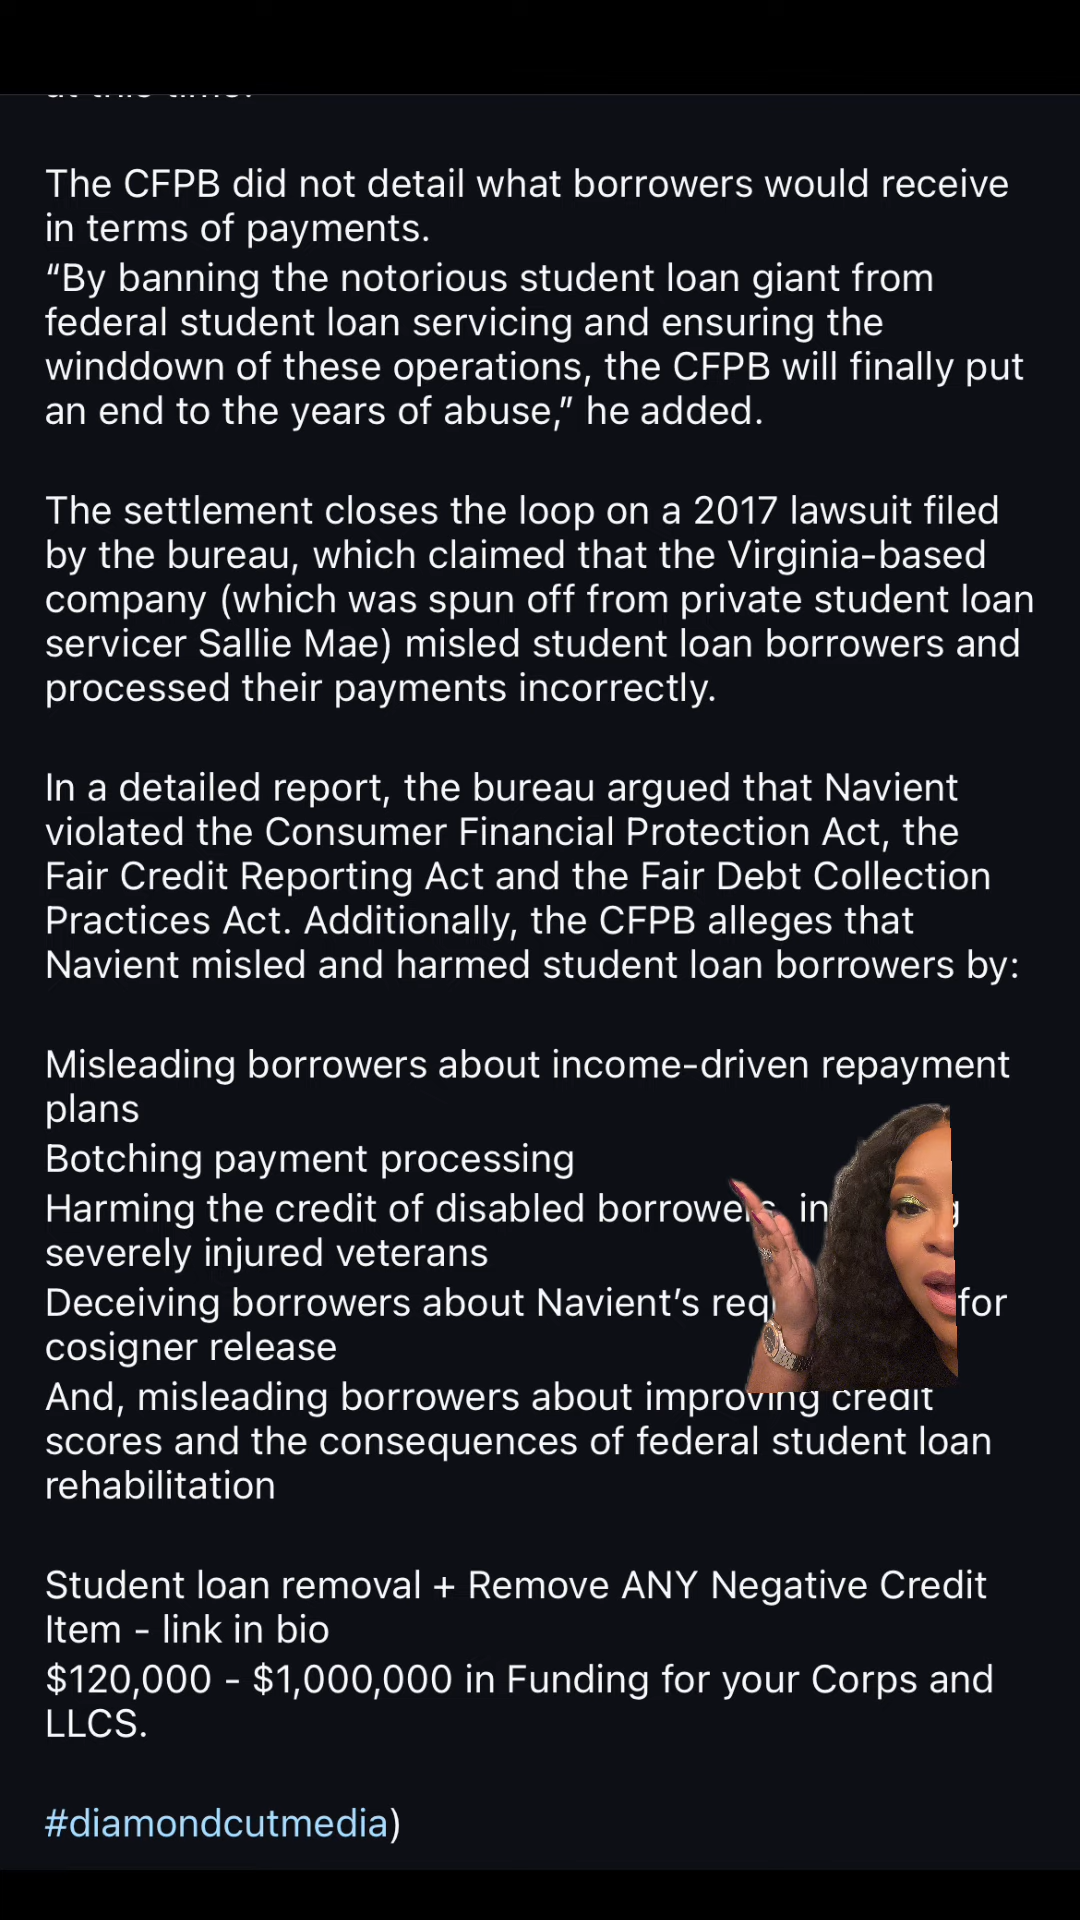 The CFPB did not detail what borrowers would receive
in terms of payments.
“By banning the notorious student loan giant from
federal student loan servicing and ensuring the
winddown of these operations, the CFPB will finally put
an end to the years of abuse,” he added.
The settlement closes the loop on a 2017 lawsuit filed
by the bureau, which claimed that the Virginia-based
company (which was spun off from private student loan
servicer Sallie Mae) misled student loan borrowers and
processed their payments incorrectly.
In a detailed report, the bureau argued that Navient
violated the Consumer Financial Protection Act, the
Fair Credit Reporting Act and the Fair Debt Collection
Practices Act. Additionally, the CFPB alleges that
Navient misled and harmed student loan borrowers by:
Misleading borrowers about income-driven repayment
plans
Botching payment processing
Harming the credit of disabled
severely injured veterans
Deceiving borrowers about Navient’s for
cosigner release
And, misleading borrowers about improving credit
scores and the consequences of federal student loan
rehabilitation
Student loan removal + Remove ANY Negative Credit
Item - link in bio
$120,000 - $1,000,000 in Funding for your Corps and
LLCS.
#diamondcutmedia)